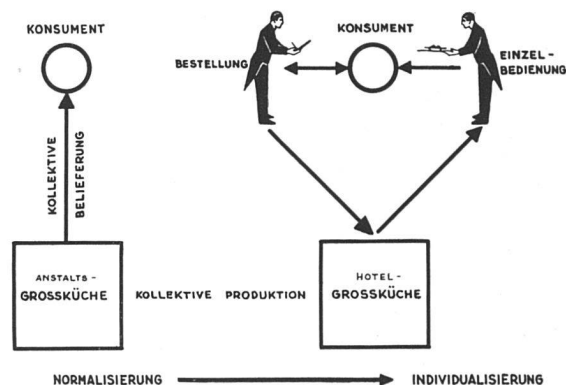 KONSUMENT
KONSUMENT
BESTELLUNG
EINZEL-
BEDIENUNG
KOLLEKTIVE
BELIEFERUNG
ANSTALTS-
GROSSKÜCHE
KOLLEKTIVE PRODUKTION
HOTEL-
GROSSKÜCHE
NORMALISIERUNG
INDIVIDUALISIERUNG